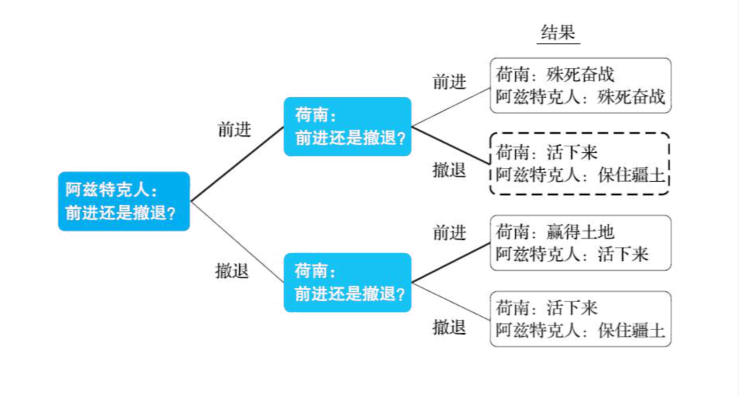 结果
前进
荷南：殊死奋战
阿兹特克人：殊死奋战
荷南：
前进还是撤退？
前进
撤退
荷南：活下来
阿兹特克人：保住疆土
阿兹特克人：
前进还是撤退？
前进
荷南：赢得土地
阿兹特克人：活下来
撤退
荷南：
前进还是撤退？
撤退
荷南：活下来
阿兹特克人：保住疆土